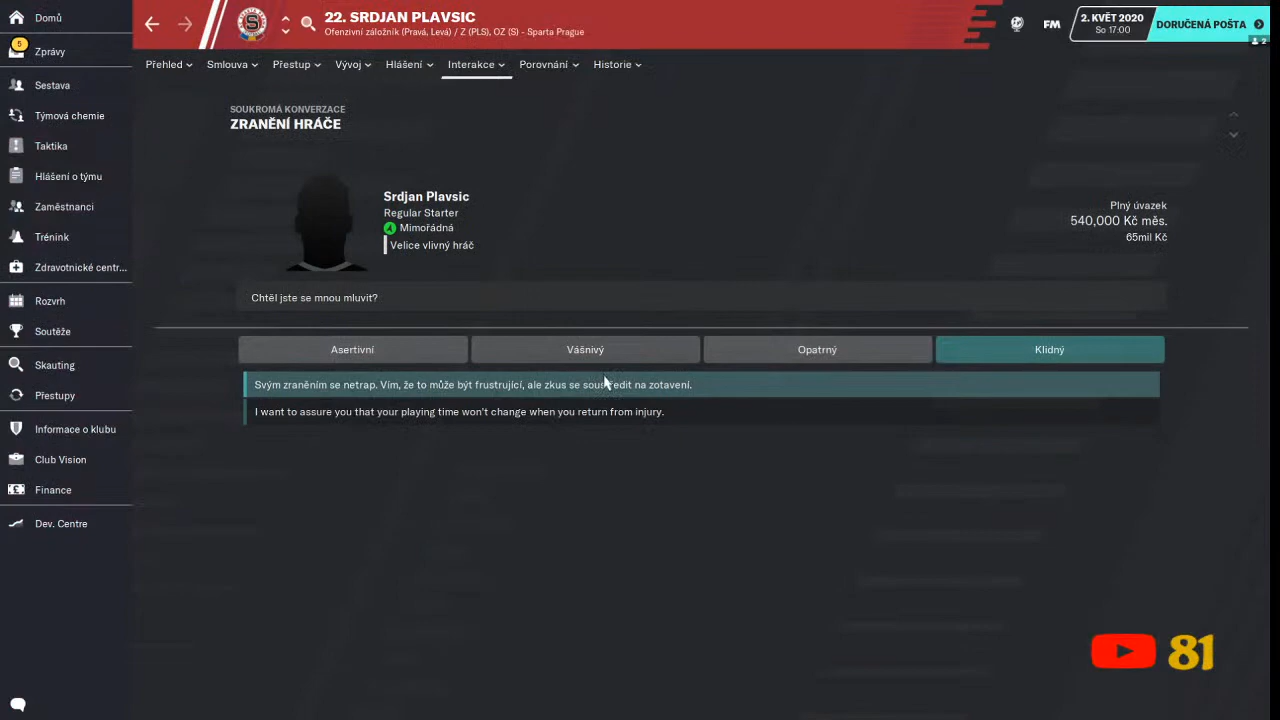 Domů
5
Zprávy
Sestava
Týmová chemie
Taktika
Hlášení o týmu
Zaměstnanci
Trénink
Zdravotnické centr...
Rozvrh
Soutěže
Skauting
Přestupy
Informace o klubu
Club Vision
Finance
Dev. Centre
22. SRDJAN PLAVSIC
Ofenzivní záložník (Pravá, Levá) / Z (PLS), OZ (S) - Sparta Prague
FM
2. KVĚT 2020
So 17:00
DORUČENÁ POŠTA
2
Přehled
Smlouva
Přestup
Vývoj
Hlášení
Interakce
Porovnání
Historie
SOUKROMÁ KONVERZACE
ZRANĚNÍ HRÁČE
Srdjan Plavsic
Regular Starter
Mimořádná
Velice vlivný hráč
Plný úvazek
540,000 Kč měs.
65mil Kč
Chtěl jste se mnou mluvit?
Asertivní
Vášnivý
Opatrný
Klidný
Svým zraněním se netrap. Vím, že to může být frustrující, ale zkus se soustředit na zotavení.
I want to assure you that your playing time won't change when you return from injury.
81